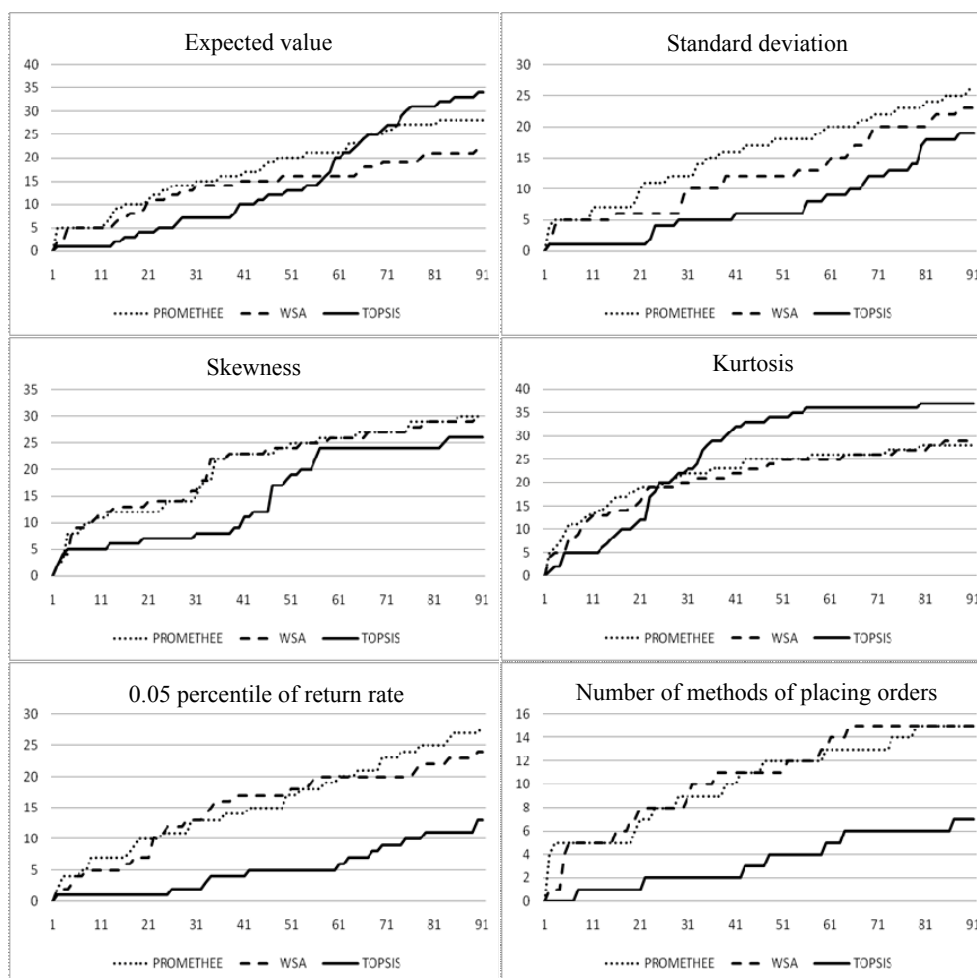 Expected value
40
35
30
25
20
15
10
5
0
1 11 21 31 41 51 61 71 81 91
PROMETHEE WSA TOPSIS
Standard deviation
30
25
20
15
10
5
0
1 11 21 31 41 51 61 71 81 91
PROMETHEE WSA TOPSIS
Skewness
35
30
25
20
15
10
5
0
1 11 21 31 41 51 61 71 81 91
PROMETHEE WSA TOPSIS
Kurtosis
40
35
30
25
20
15
10
5
0
1 11 21 31 41 51 61 71 81 91
PROMETHEE WSA TOPSIS
0.05 percentile of return rate
30
25
20
15
10
5
0
1 11 21 31 41 51 61 71 81 91
PROMETHEE WSA TOPSIS
Number of methods of placing orders
16
14
12
10
8
6
4
2
0
1 11 21 31 41 51 61 71 81 91
PROMETHEE WSA TOPSIS